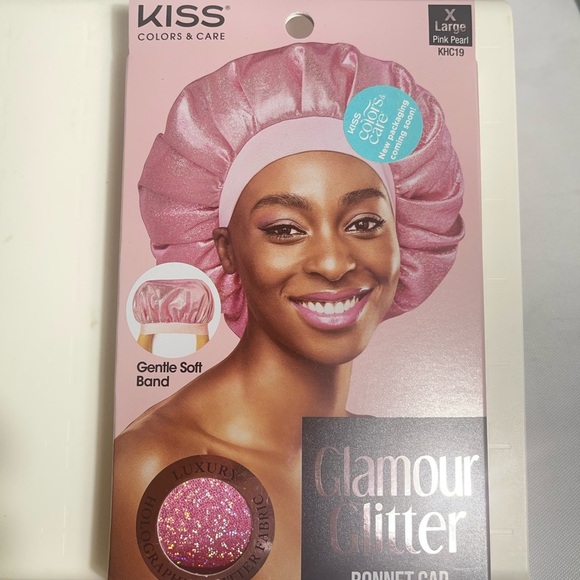 KISS®
COLORS & CARE
X
Large
Pink Pearl
KHC19
KISS
colors &
care
New packaging
coming soon!
Gentle Soft
Band
LUXURY
HOLOGRAPHIC GLITTER FABRIC
Glamour
Glitter
BONNET CAP